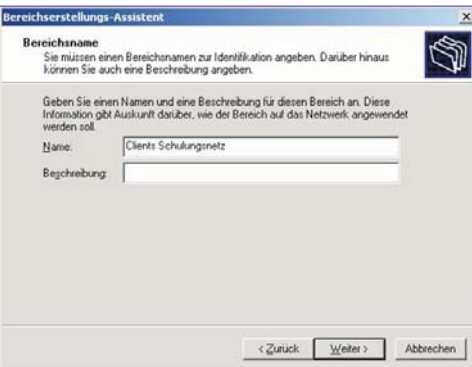 Bereichserstellungs-Assistent
Bereichsname
Sie müssen einen Bereichsnamen zur Identifikation angeben. Darüber hinaus
können Sie auch eine Beschreibung angeben.
Geben Sie einen Namen und eine Beschreibung für diesen Bereich an. Diese
Information gibt Auskunft darüber, wie der Bereich auf das Netzwerk angewendet
werden soll.
Name: Clients Schulungsnetz
Beschreibung:
< Zurück Weiter > Abbrechen